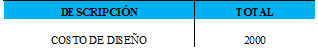 DESCRIPCIÓN TOTAL
COSTO DE DISEÑO 2000